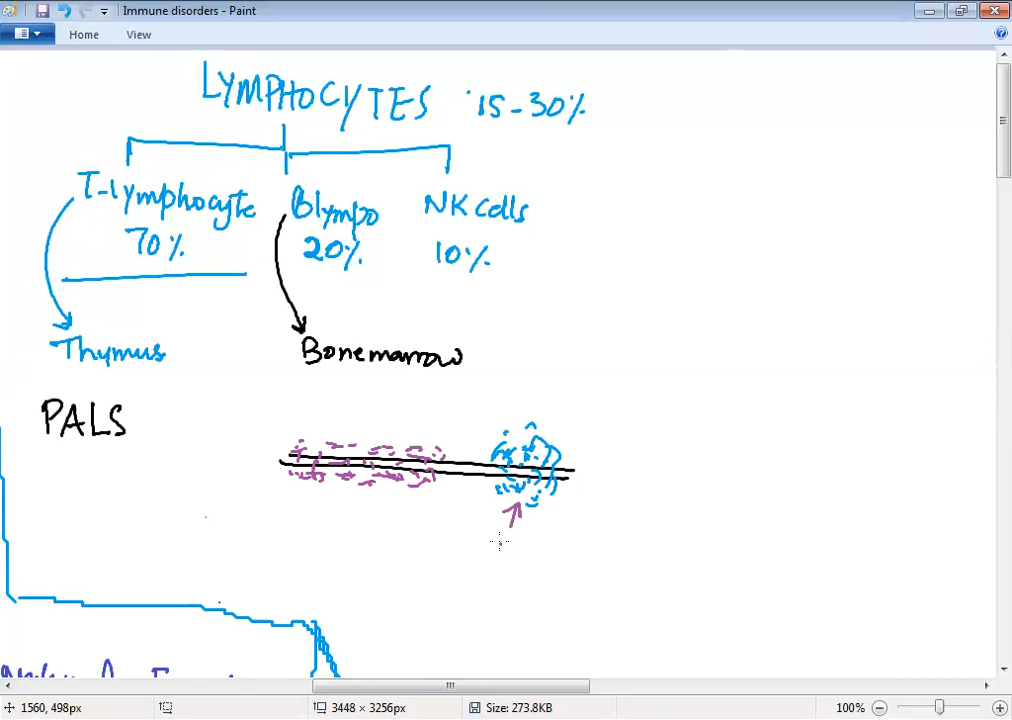 Immune disorders - Paint
Home View
LYMPHOCYTES 15-30%
T-Lymphocyte Blympo NK cells
70% 20% 10%
Thymus Bonemarrow
PALS
1560, 498px 3448 × 3256px Size: 273.8KB 100%